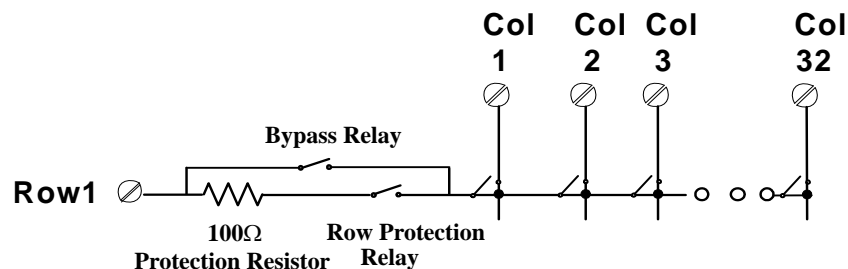 Col Col Col Col
1 2 3 32
Bypass Relay
Row1
100Ω Row Protection
Protection Resistor Relay